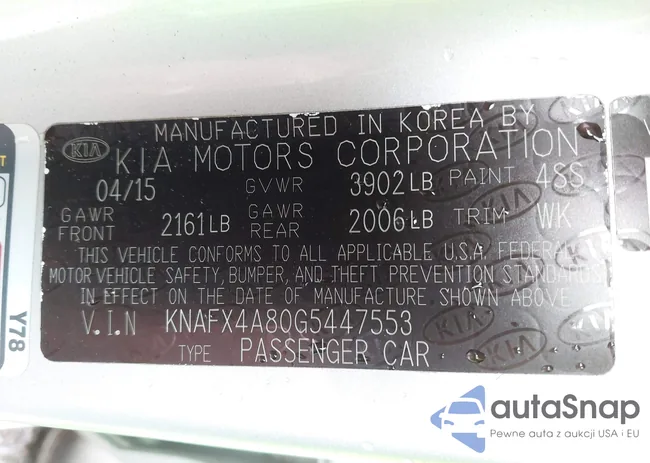 MANUFACTURED IN KOREA BY
KIA KIA MOTORS CORPORATION
04/15 GVWR 3902LB PAINT 4SS
GAWR FRONT 2161LB GAWR REAR 2006LB TRIM WK
THIS VEHICLE CONFORMS TO ALL APPLICABLE U.S.A. FEDERAL
MOTOR VEHICLE SAFETY, BUMPER, AND THEFT PREVENTION STANDARDS
IN EFFECT ON THE DATE OF MANUFACTURE SHOWN ABOVE.
V.I.N KNAFX4A80G5447553
TYPE PASSENGER CAR
Y78
autaSnap
Pewne auta z aukcji USA i EU